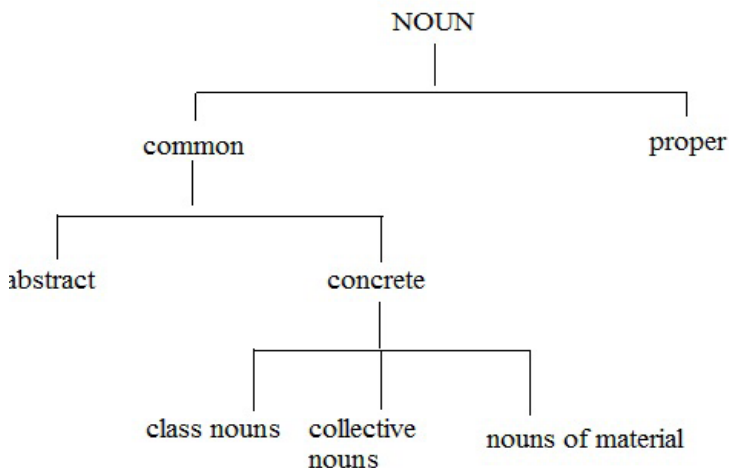 NOUN
common
proper
abstract
concrete
class nouns
collective
nouns
nouns of material